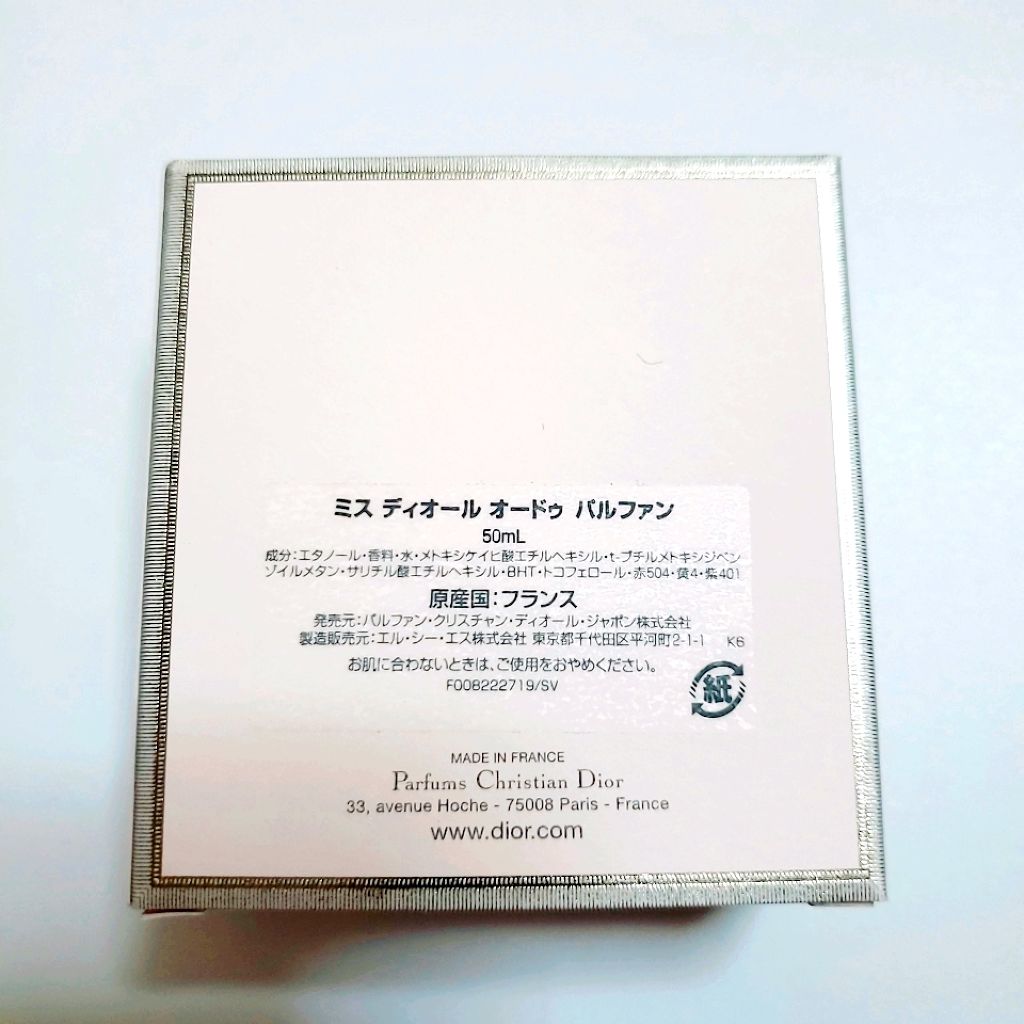 ミス ディオール オードゥ パルファン
50mL
成分:エタノール・香料・水・メトキシケイヒ酸エチルヘキシル・t-ブチルメトキシジベン
ゾイルメタン・サリチル酸エチルヘキシル・BHT・トコフェロール・赤504・黄4・紫401
原産国:フランス
発売元:パルファン・クリスチャン・ディオール・ジャポン株式会社
製造販売元:エル・シー・エス株式会社 東京都千代田区平河町2-1-1 K6
お肌に合わないときは、ご使用をおやめください。
F008222719/SV
紙
MADE IN FRANCE
Parfums Christian Dior
33, avenue Hoche - 75008 Paris - France
www.dior.com